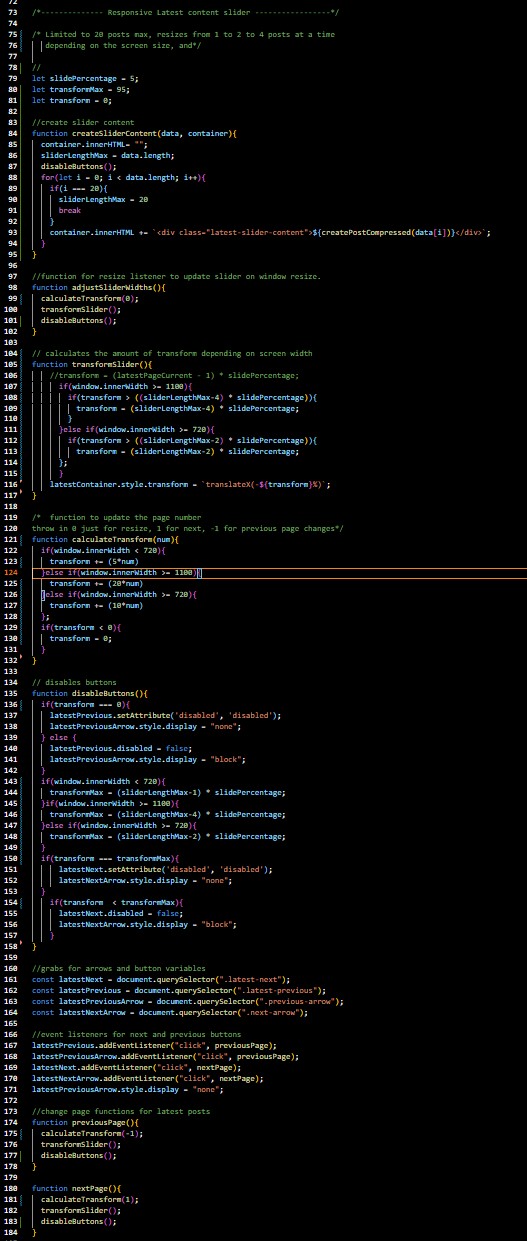 72
73 /*-------------- Responsive Latest content slider -----------------*/
74
75 /* Limited to 20 posts max, resizes from 1 to 2 to 4 posts at a time
76 depending on the screen size, and*/
77
78 //
79 let slidePercentage = 5;
80 let transformMax = 95;
81 let transform = 0;
82
83 //create slider content
84 function createSliderContent(data, container){
85 container.innerHTML= "";
86 sliderLengthMax = data.length;
87 disableButtons();
88 for(let i = 0; i < data.length; i++){
89 if(i === 20){
90 sliderLengthMax = 20
91 break
92 }
93 container.innerHTML += `<div class="latest-slider-content">${createPostCompressed(data[i])}</div>`;
94 }
95 }
96
97 //function for resize listener to update slider on window resize.
98 function adjustSliderWidths(){
99 calculateTransform(0);
100 transformSlider();
101 disableButtons();
102 }
103
104 // calculates the amount of transform depending on screen width
105 function transformSlider(){
106 //transform = (latestPageCurrent - 1) * slidePercentage;
107 if(window.innerWidth >= 1100){
108 if(transform > ((sliderLengthMax-4) * slidePercentage)){
109 transform = (sliderLengthMax-4) * slidePercentage;
110 }
111 }else if(window.innerWidth >= 720){
112 if(transform > ((sliderLengthMax-2) * slidePercentage)){
113 transform = (sliderLengthMax-2) * slidePercentage;
114 };
115 }
116 latestContainer.style.transform = `translateX(-${transform}%)`;
117 }
118
119 /* function to update the page number
120 throw in 0 just for resize, 1 for next, -1 for previous page changes*/
121 function calculateTransform(num){
122 if(window.innerWidth < 720){
123 transform += (5*num)
124 }else if(window.innerWidth >= 1100){
125 transform += (20*num)
126 }else if(window.innerWidth >= 720){
127 transform += (10*num)
128 };
129 if(transform < 0){
130 transform = 0;
131 }
132 }
133
134 // disables buttons
135 function disableButtons(){
136 if(transform === 0){
137 latestPrevious.setAttribute('disabled', 'disabled');
138 latestPreviousArrow.style.display = "none";
139 } else {
140 latestPrevious.disabled = false;
141 latestPreviousArrow.style.display = "block";
142 }
143 if(window.innerWidth < 720){
144 transformMax = (sliderLengthMax-1) * slidePercentage;
145 }if(window.innerWidth >= 1100){
146 transformMax = (sliderLengthMax-4) * slidePercentage;
147 }else if(window.innerWidth >= 720){
148 transformMax = (sliderLengthMax-2) * slidePercentage;
149 }
150 if(transform === transformMax){
151 latestNext.setAttribute('disabled', 'disabled');
152 latestNextArrow.style.display = "none";
153 }
154 if(transform < transformMax){
155 latestNext.disabled = false;
156 latestNextArrow.style.display = "block";
157 }
158 }
159
160 //grabs for arrows and button variables
161 const latestNext = document.querySelector(".latest-next");
162 const latestPrevious = document.querySelector(".latest-previous");
163 const latestPreviousArrow = document.querySelector(".previous-arrow");
164 const latestNextArrow = document.querySelector(".next-arrow");
165
166 //event listeners for next and previous buttons
167 latestPrevious.addEventListener("click", previousPage);
168 latestPreviousArrow.addEventListener("click", previousPage);
169 latestNext.addEventListener("click", nextPage);
170 latestNextArrow.addEventListener("click", nextPage);
171 latestPreviousArrow.style.display = "none";
172
173 //change page functions for latest posts
174 function previousPage(){
175 calculateTransform(-1);
176 transformSlider();
177 disableButtons();
178 }
179
180 function nextPage(){
181 calculateTransform(1);
182 transformSlider();
183 disableButtons();
184 }